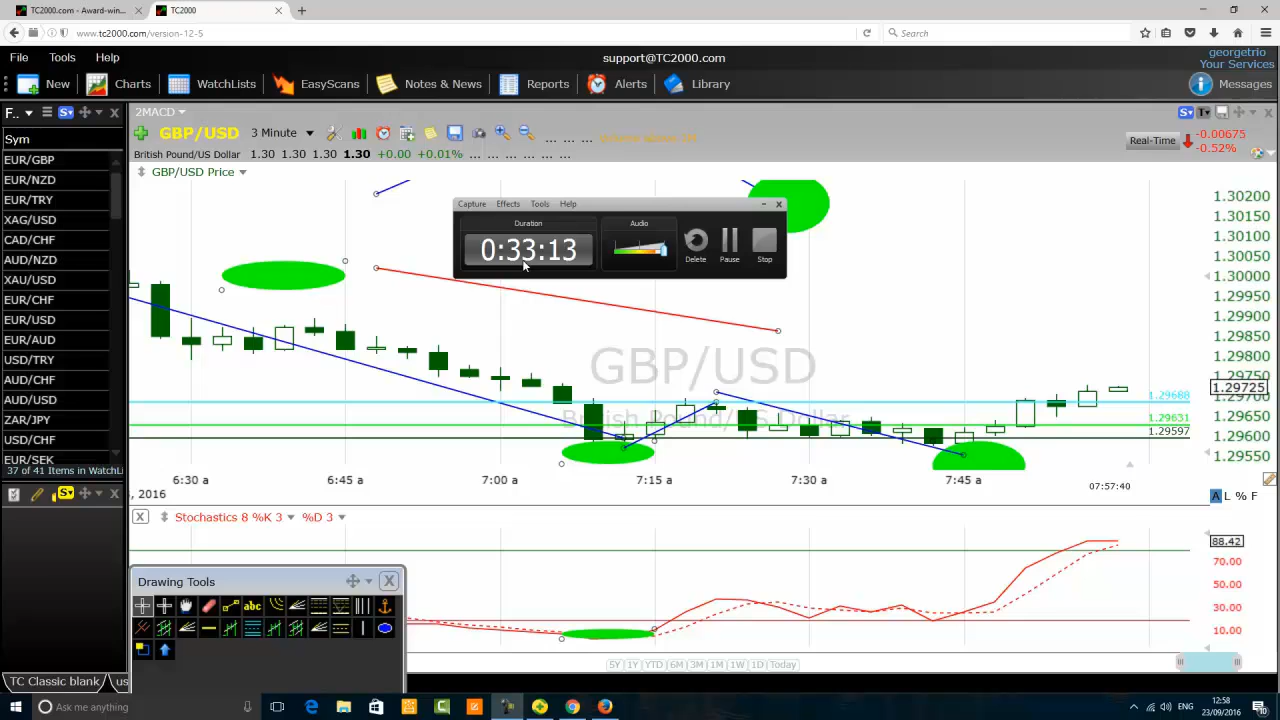 TC2000.com - Award-win...
TC2000
www.tc2000.com/version-12-5
Search
File Tools Help
support@TC2000.com
georgetrio
Your Services
New Charts WatchLists EasyScans Notes & News Reports Alerts Library Messages
F..
2MACD
GBP/USD 3 Minute
Real-Time
-0.00675
-0.52%
British Pound/US Dollar 1.30 1.30 1.30 1.30 +0.00 +0.01% ... ... ... ...
GBP/USD Price
Sym
EUR/GBP
EUR/NZD
EUR/TRY
XAG/USD
CAD/CHF
AUD/NZD
XAU/USD
EUR/CHF
EUR/USD
EUR/AUD
USD/TRY
AUD/CHF
AUD/USD
ZAR/JPY
USD/CHF
EUR/SEK
37 of 41 Items in WatchLi
Capture Effects Tools Help
Duration
0:33:13
Audio
Delete Pause Stop
GBP/USD
British Pound/US Dollar
1.30200
1.30150
1.30100
1.30050
1.30000
1.29950
1.29900
1.29850
1.29800
1.29750
1.29725
1.29700
1.29650
1.29600
1.29550
1.29688
1.29631
1.29597
, 2016
6:30 a 6:45 a 7:00 a 7:15 a 7:30 a 7:45 a
07:57:40
A L % F
X Stochastics 8 %K 3 %D 3
88.42
70.00
50.00
30.00
10.00
Drawing Tools
abc
5Y 1Y YTD 6M 3M 1M 1W 1D Today
TC Classic blank
us
Ask me anything
ENG
12:58
23/09/2016